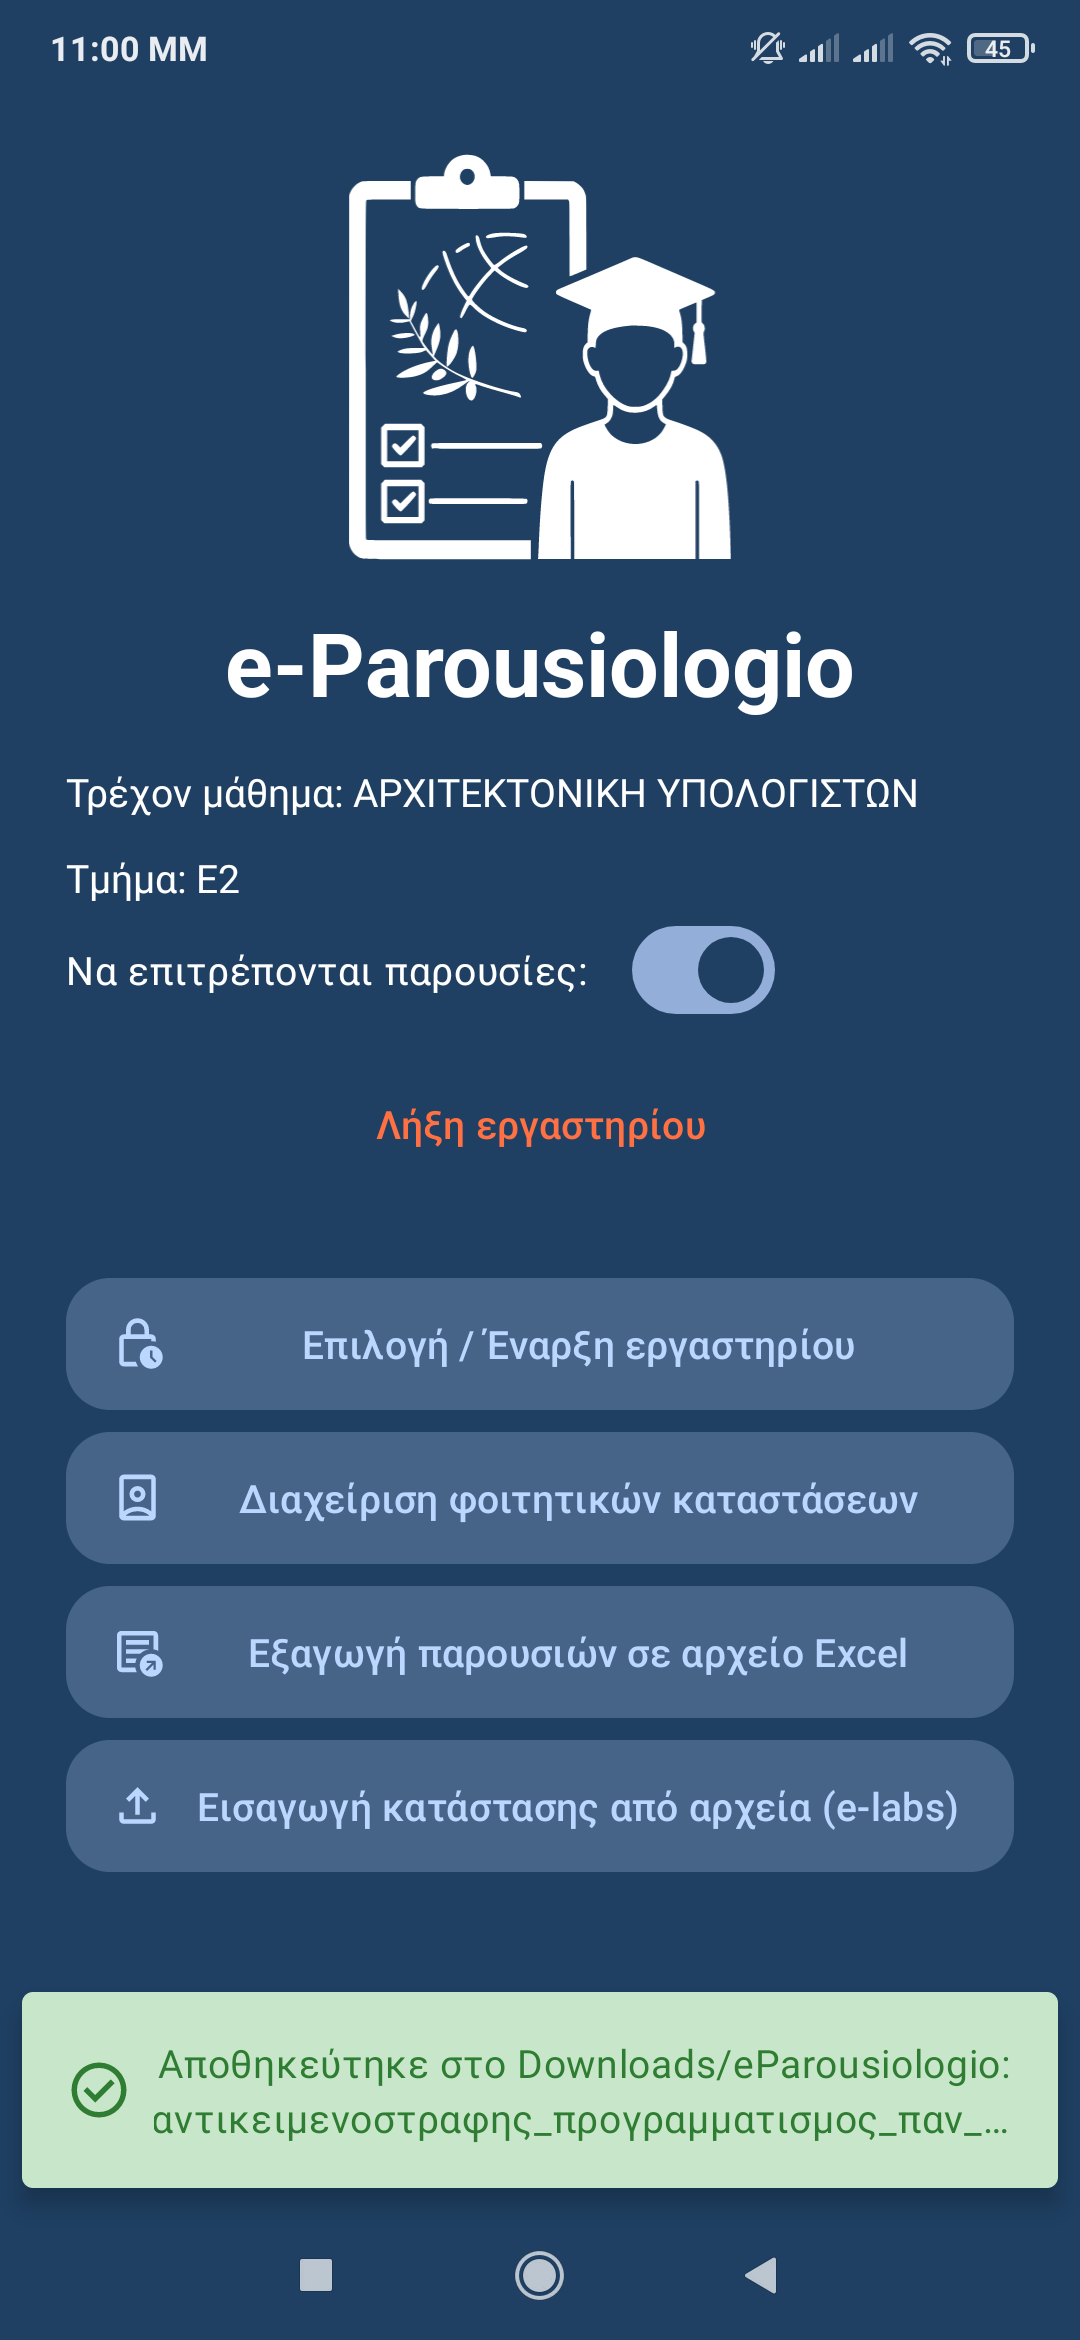 11:00 ΜΜ
45
e-Parousiologio
Τρέχον μάθημα: ΑΡΧΙΤΕΚΤΟΝΙΚΗ ΥΠΟΛΟΓΙΣΤΩΝ
Τμήμα: Ε2
Να επιτρέπονται παρουσίες:
Λήξη εργαστηρίου
Επιλογή / Έναρξη εργαστηρίου
Διαχείριση φοιτητικών καταστάσεων
Εξαγωγή παρουσιών σε αρχείο Excel
Εισαγωγή κατάστασης από αρχεία (e-labs)
Αποθηκεύτηκε στο Downloads/eParousiologio:
αντικειμενοστραφης_προγραμματισμος_παν_...